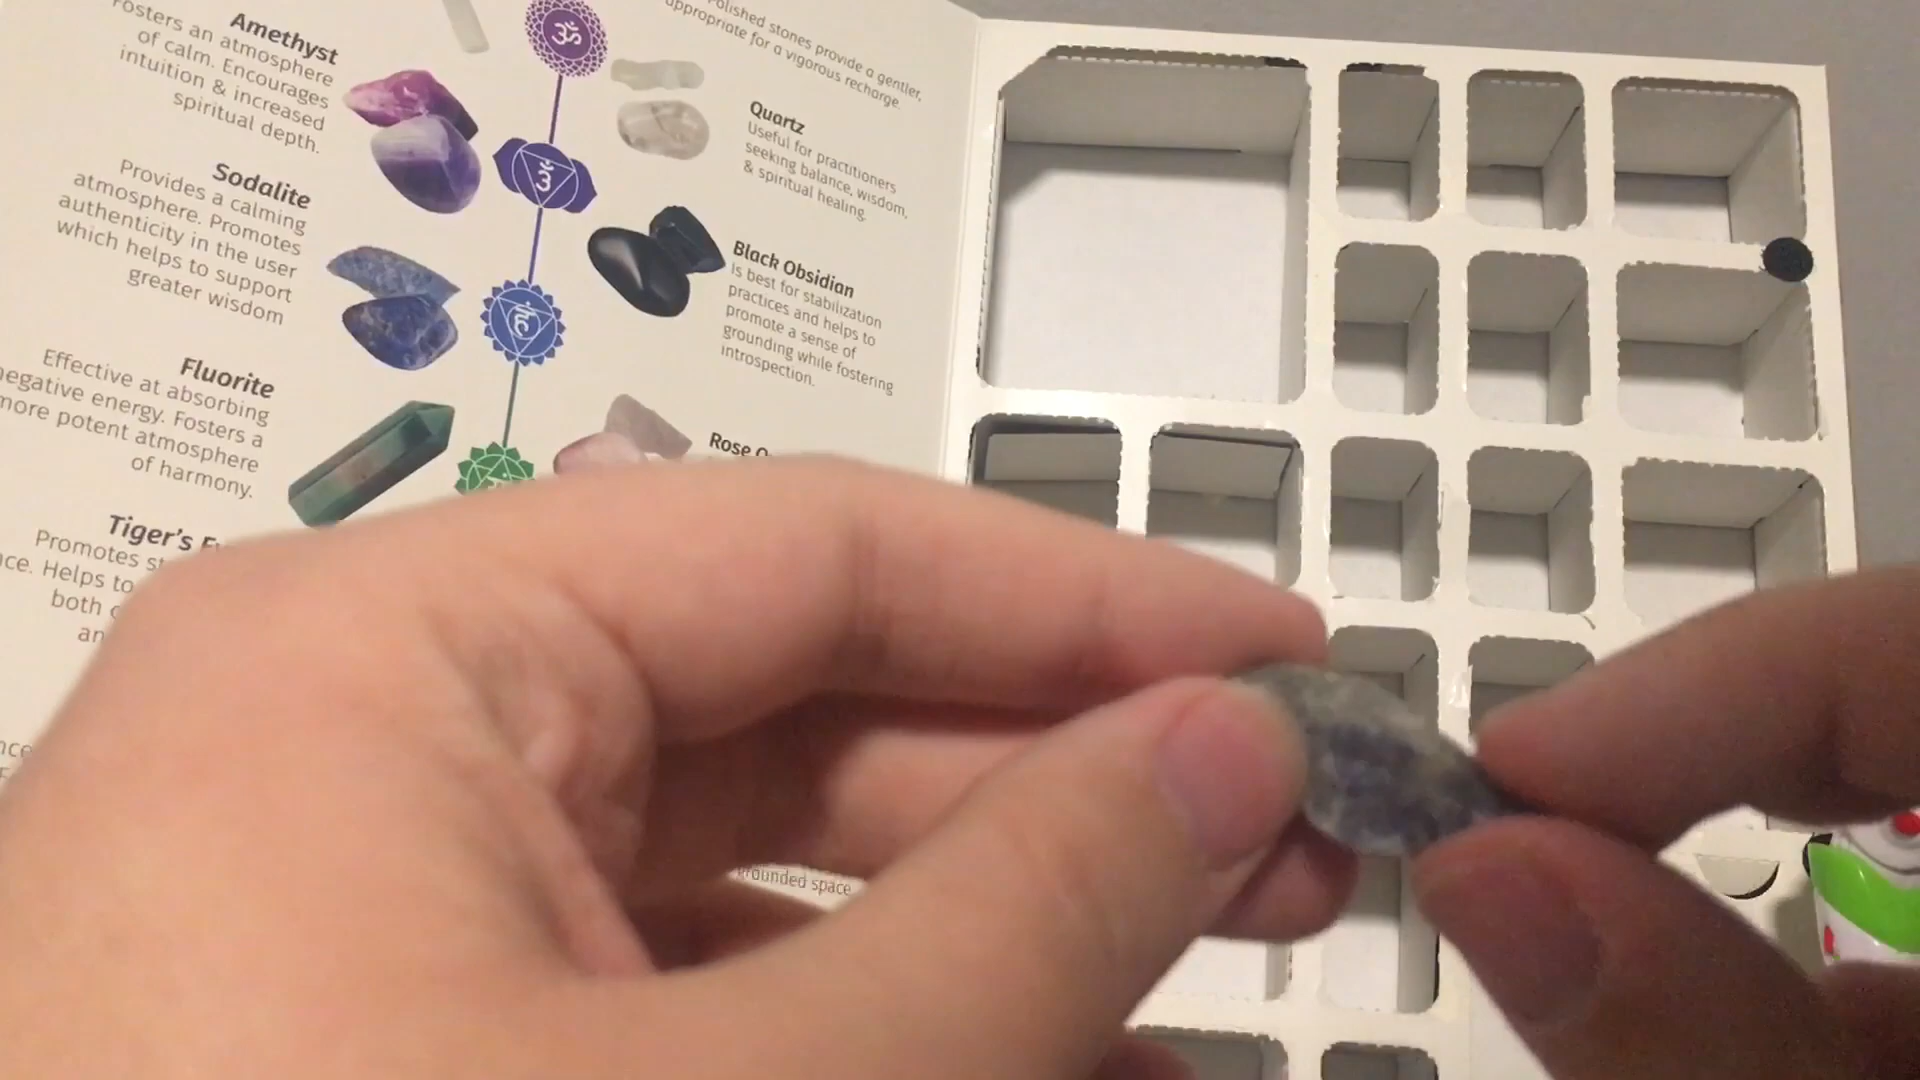 Amethyst
Fosters an atmosphere
of calm. Encourages
intuition & increased
spiritual depth.
Sodalite
Provides a calming
atmosphere. Promotes
authenticity in the user
which helps to support
greater wisdom
Fluorite
Effective at absorbing
negative energy. Fosters a
more potent atmosphere
of harmony.
Tiger's
Promotes
Helps to
both
ॐ
Polished stones provide a gentler,
appropriate for a vigorous recharge.
Quartz
Useful for practitioners
seeking balance, wisdom,
& spiritual healing.
Black Obsidian
Is best for stabilization
practices and helps to
promote a sense of
grounding while fostering
introspection.
Rose
grounded space